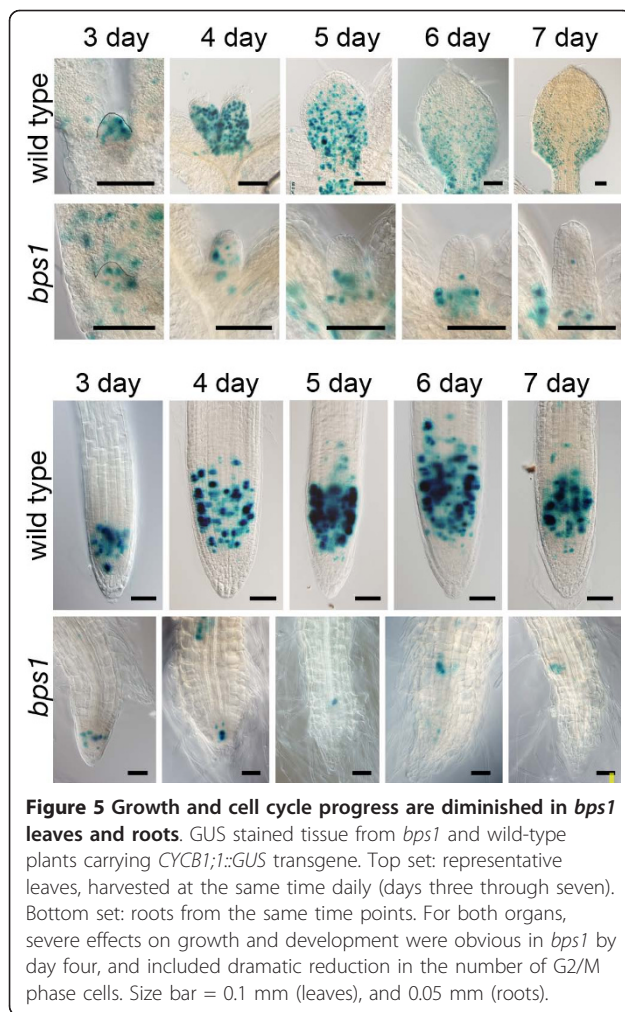 3 day 4 day 5 day 6 day 7 day
wild type
bps1
3 day 4 day 5 day 6 day 7 day
wild type
bps1
Figure 5 Growth and cell cycle progress are diminished in bps1
leaves and roots. GUS stained tissue from bps1 and wild-type
plants carrying CYCB1;1::GUS transgene. Top set: representative
leaves, harvested at the same time daily (days three through seven).
Bottom set: roots from the same time points. For both organs,
severe effects on growth and development were obvious in bps1 by
day four, and included dramatic reduction in the number of G2/M
phase cells. Size bar = 0.1 mm (leaves), and 0.05 mm (roots).